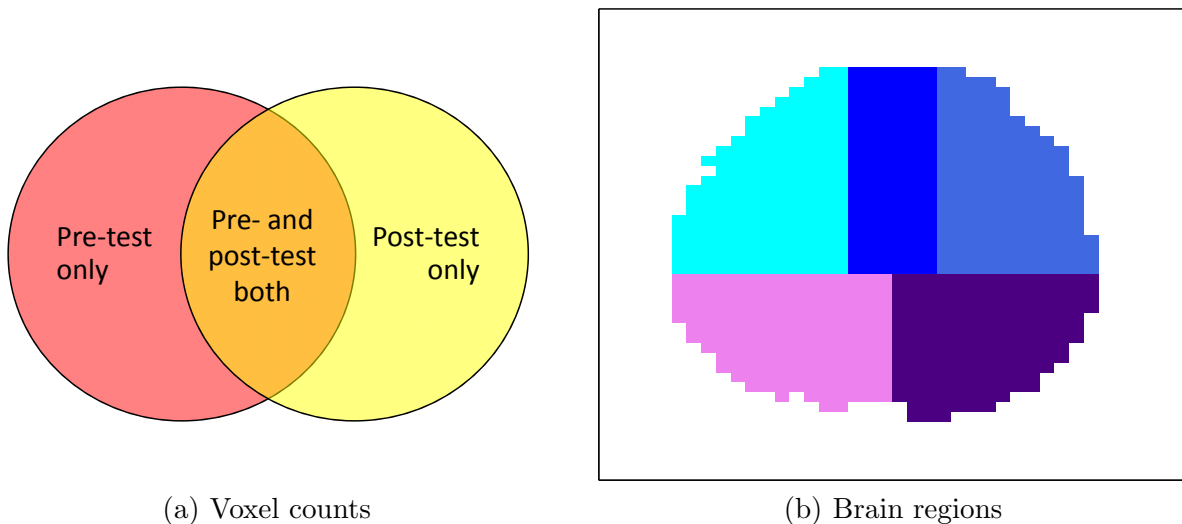 Pre-test
only
Pre- and
post-test
both
Post-test
only
(a) Voxel counts
(b) Brain regions